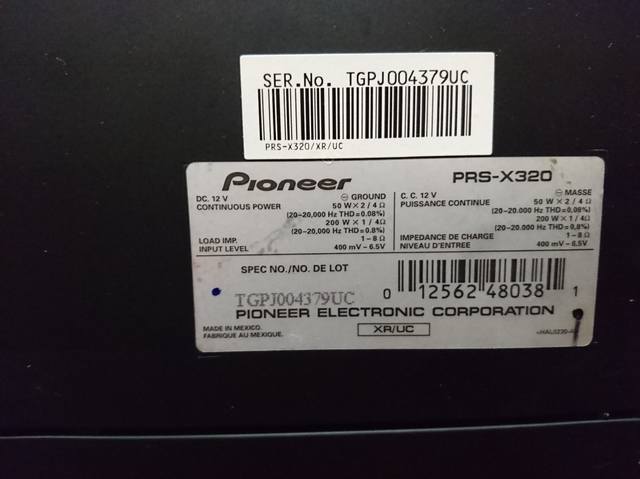 SER.No. TGPJ004379UC
PRS-X320/XR/UC
Pioneer PRS-X320
DC. 12 V ⊖ GROUND
CONTINUOUS POWER 50 W X 2 / 4 Ω
(20-20,000 Hz THD=0.08%)
200 W X 1 / 4Ω
(20-20,000 Hz THD=0.8%)
LOAD IMP. 1 - 8 Ω
INPUT LEVEL 400 mV - 6.5V
C. C. 12 V ⊖ MASSE
PUISSANCE CONTINUE 50 W X 2 / 4 Ω
(20-20.000 Hz THD=0,08%)
200 W X 1 / 4Ω
(20-20.000 Hz THD=0,8%)
IMPEDANCE DE CHARGE 1 - 8 Ω
NIVEAU D'ENTREE 400 mV - 6.5V
SPEC NO./NO. DE LOT
TGPJ004379UC
0 12562 48038 1
PIONEER ELECTRONIC CORPORATION
MADE IN MEXICO.
FABRIQUE AU MEXIQUE.
XR/UC